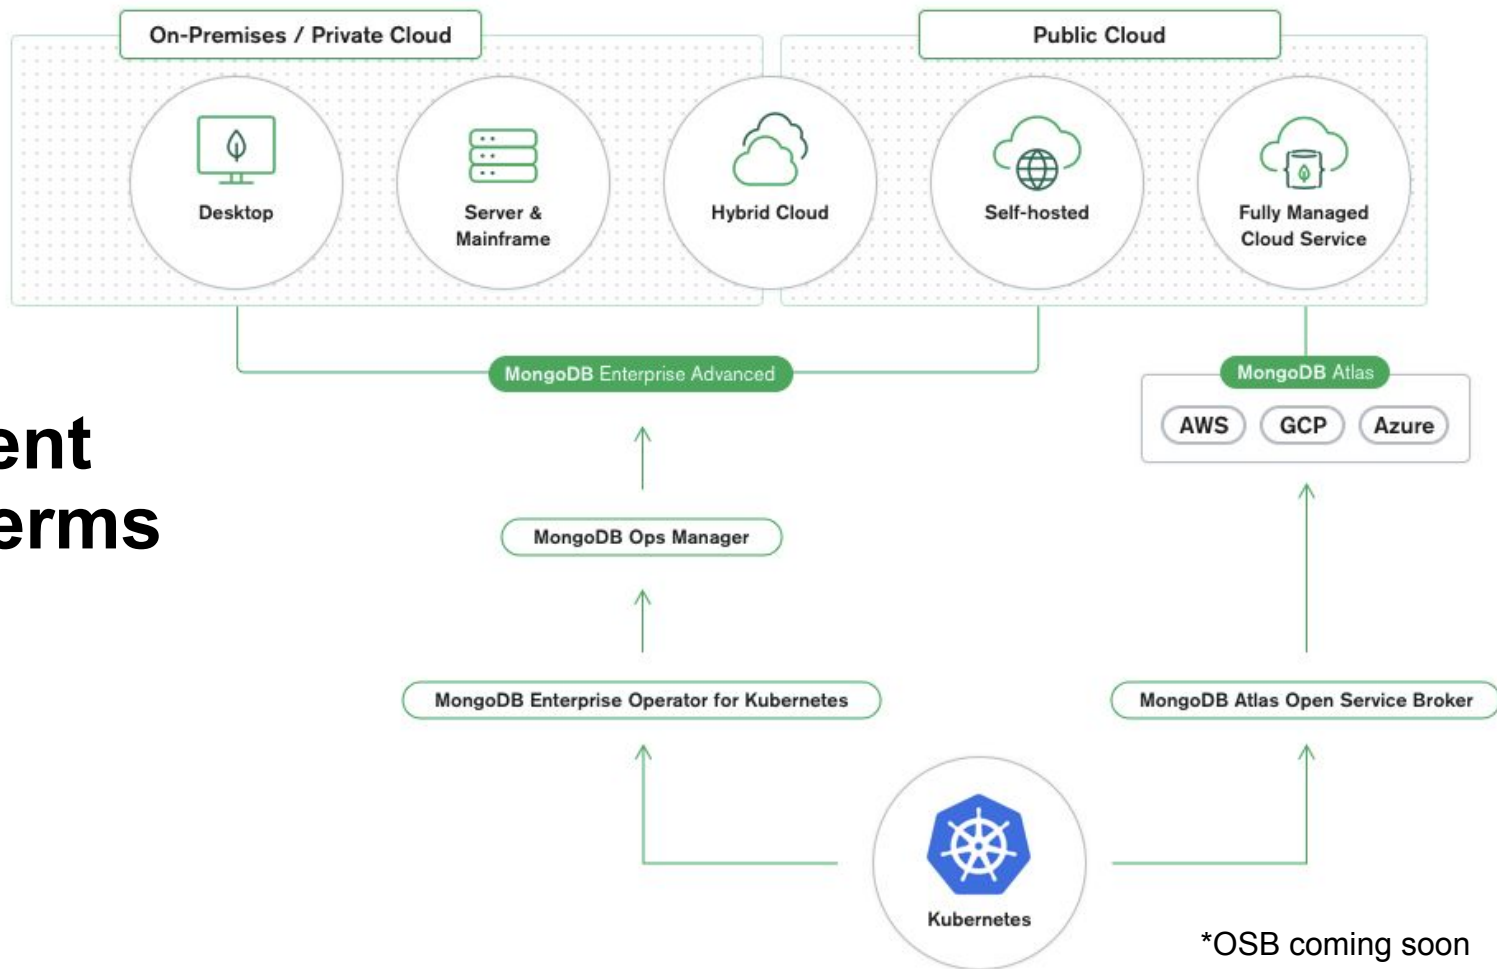 On-Premises / Private Cloud
Public Cloud
Desktop
Server &
Mainframe
Hybrid Cloud
Self-hosted
Fully Managed
Cloud Service
MongoDB Enterprise Advanced
MongoDB Atlas
AWS
GCP
Azure
ent
erms
MongoDB Ops Manager
MongoDB Enterprise Operator for Kubernetes
MongoDB Atlas Open Service Broker
Kubernetes
*OSB coming soon